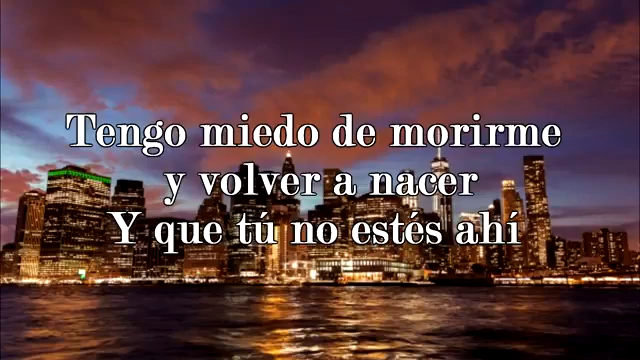 Tengo miedo de morirme
y volver a nacer
Y que tú no estés ahí